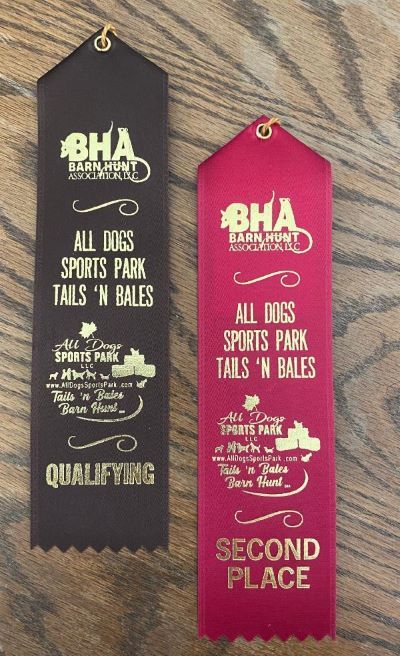 BHA
BARN HUNT
ASSOCIATION, LLC
ALL DOGS
SPORTS PARK
TAILS 'N BALES
All Dogs
SPORTS PARK
LLC
www.AllDogsSportsPark.com
Tails 'n Bales
Barn Hunt...
QUALIFYING
BHA
BARN HUNT
ASSOCIATION, LLC
ALL DOGS
SPORTS PARK
TAILS 'N BALES
All Dogs
SPORTS PARK
LLC
www.AllDogsSportsPark.com
Tails 'n Bales
Barn Hunt...
SECOND
PLACE